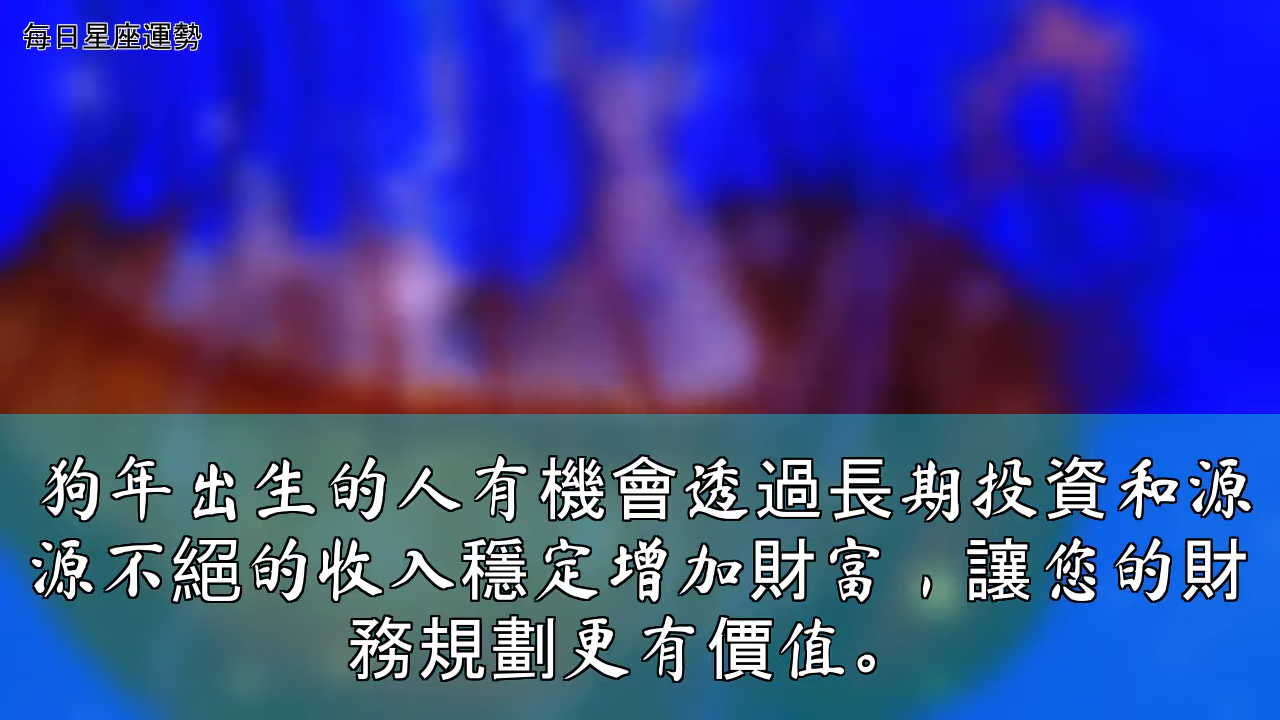 每日星座運勢
狗年出生的人有機會透過長期投資和源
源不絕的收入穩定增加財富，讓您的財
務規劃更有價值。